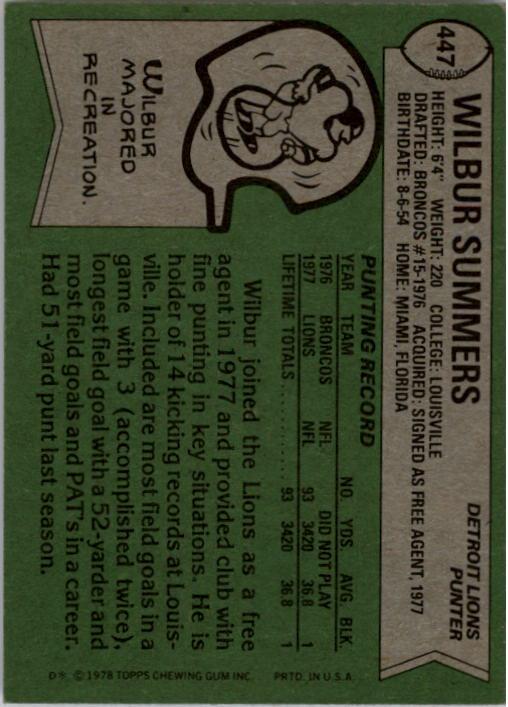 447
WILBUR SUMMERS
DETROIT LIONS
PUNTER
HEIGHT: 6'4" WEIGHT: 220 COLLEGE: LOUISVILLE
DRAFTED: BRONCOS #15-1976 ACQUIRED: SIGNED AS FREE AGENT, 1977
BIRTHDATE: 8-6-54 HOME: MIAMI, FLORIDA
PUNTING RECORD
YEAR TEAM NO. YDS AVG BLK.
1976 BRONCOS NFL DID NOT PLAY
1977 LIONS NFL 93 3420 36.8 1
LIFETIME TOTALS.......... 93 3420 36.8 1
WILBUR
MAJORED
IN
RECREATION.
Wilbur joined the Lions as a free
agent in 1977 and provided club with
fine punting in key situations. He is
holder of 14 kicking records at Louis-
ville. Included are most field goals in a
game with 3 (accomplished twice),
longest field goal with a 52-yarder and
most field goals and PAT's in a career.
Had 51-yard punt last season.
D* © 1978 TOPPS CHEWING GUM INC. PRTD. IN U.S.A.